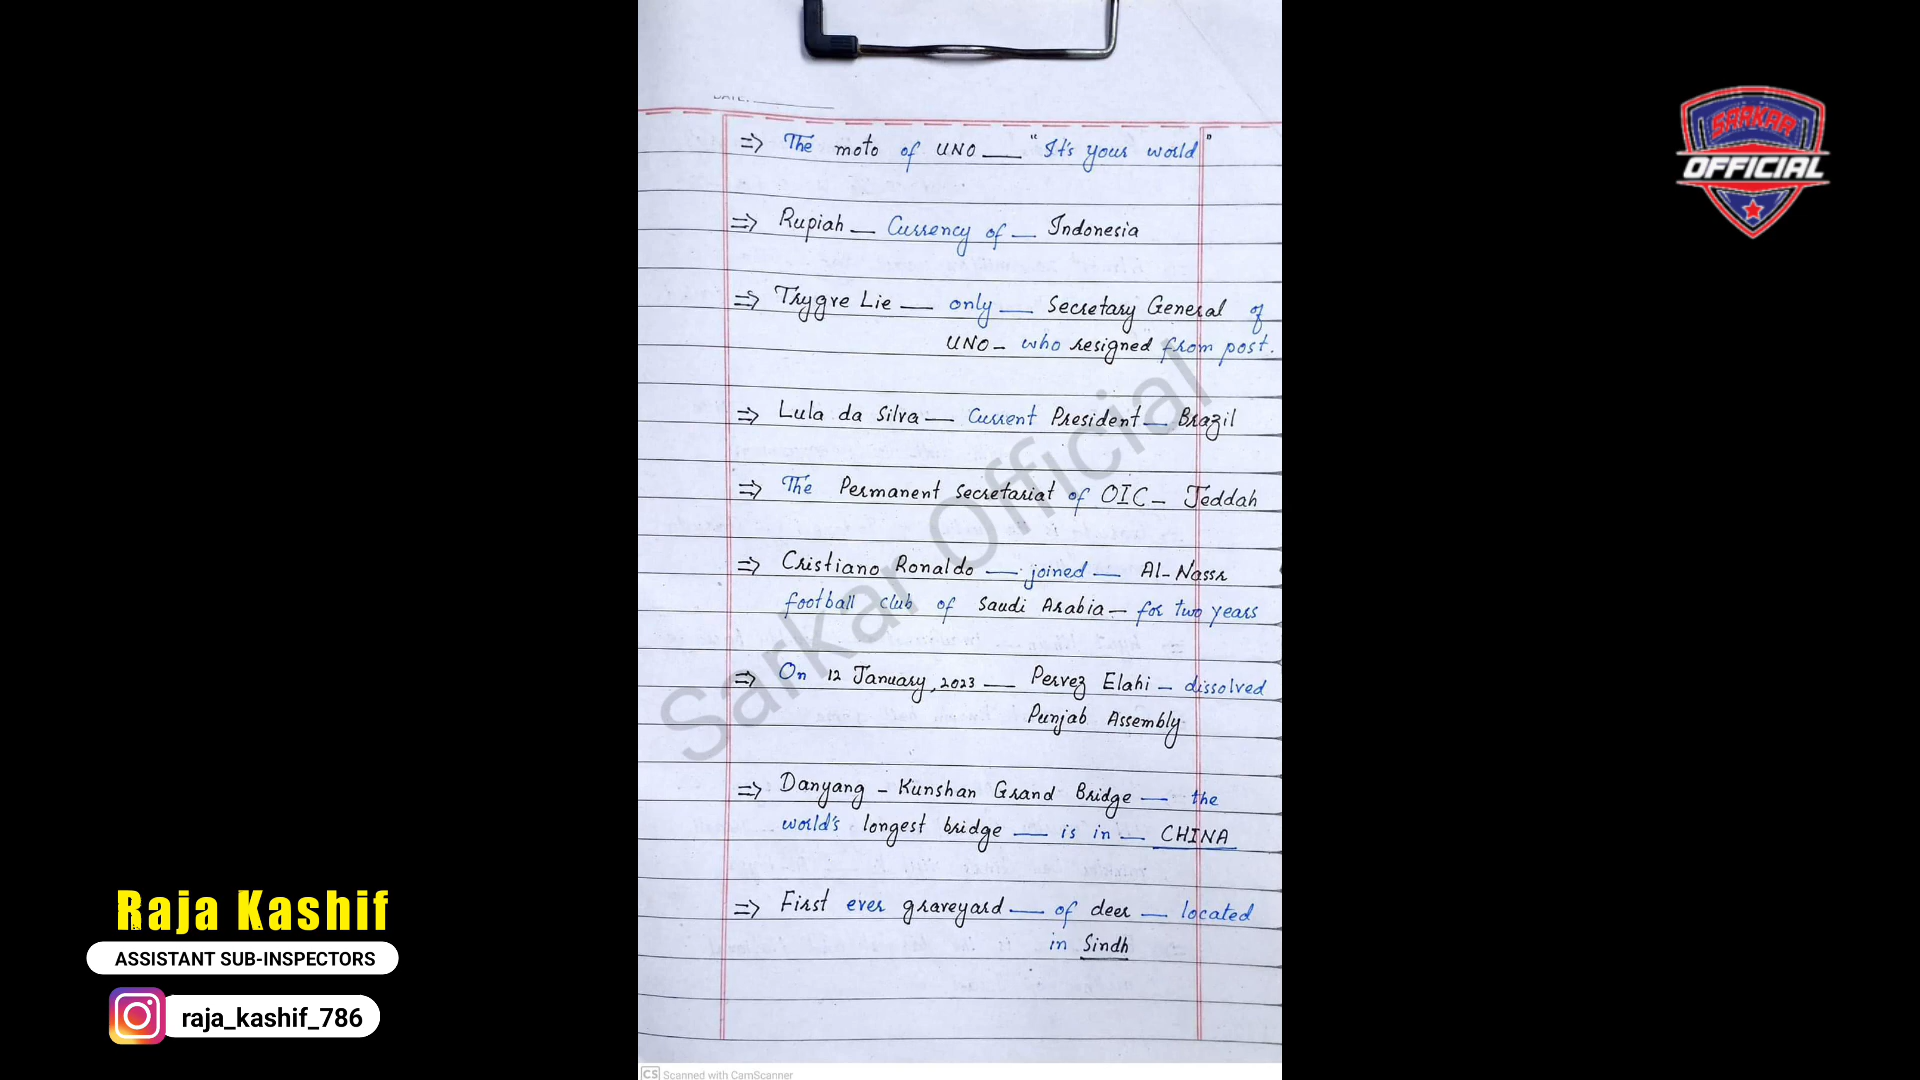 DATE:
⇒ The moto of UNO — "It's your world"
⇒ Rupiah — Currency of — Indonesia
⇒ Trygve Lie — only — Secretary General of
UNO - who resigned from post.
⇒ Lula da Silva — Current President — Brazil
⇒ The Permanent Secretariat of OIC - Jeddah
⇒ Cristiano Ronaldo — joined — Al-Nassr
football club of Saudi Arabia - for two years
⇒ On 12 January, 2023 — Pervez Elahi - dissolved
Punjab Assembly
⇒ Danyang - Kunshan Grand Bridge — the
world's longest bridge — is in — CHINA
⇒ First ever graveyard — of deer — located
in Sindh
Sarkar Official
CS Scanned with CamScanner
SARKAR
OFFICIAL
Raja Kashif
ASSISTANT SUB-INSPECTORS
raja_kashif_786